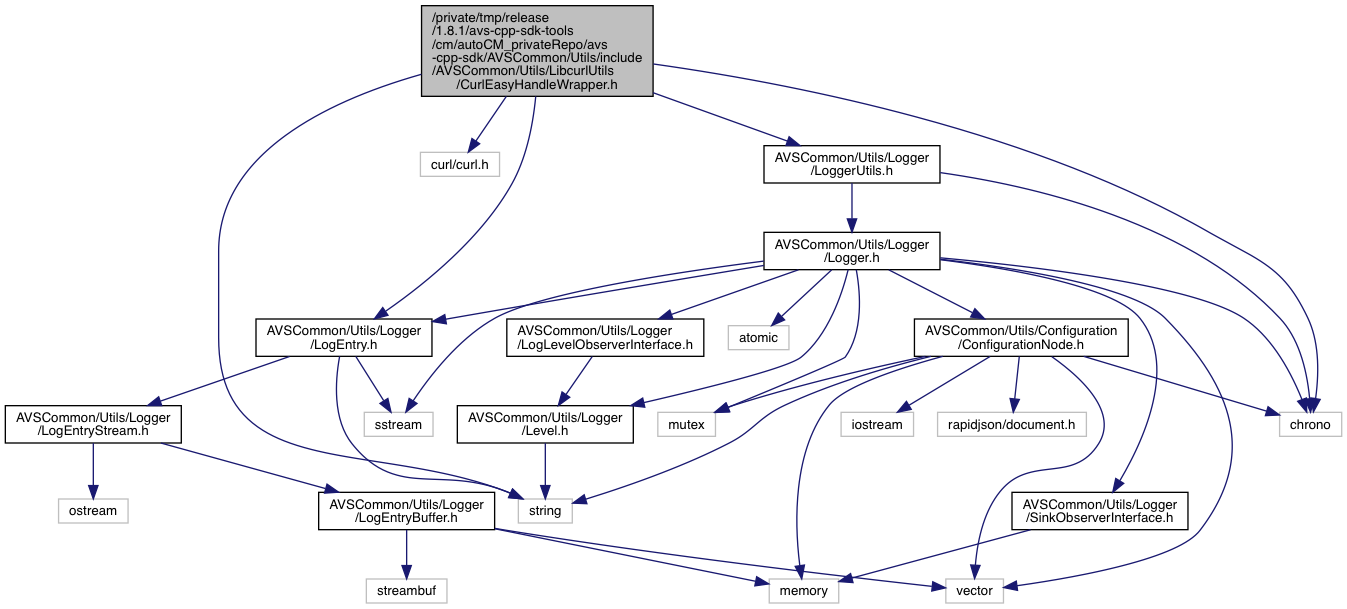 /private/tmp/release
/1.8.1/avs-cpp-sdk-tools
/cm/autoCM_privateRepo/avs
-cpp-sdk/AVSCommon/Utils/include
/AVSCommon/Utils/LibcurlUtils
/CurlEasyHandleWrapper.h
curl/curl.h
AVSCommon/Utils/Logger
/LoggerUtils.h
AVSCommon/Utils/Logger
/Logger.h
AVSCommon/Utils/Logger
/LogEntry.h
AVSCommon/Utils/Logger
/LogLevelObserverInterface.h
atomic
AVSCommon/Utils/Configuration
/ConfigurationNode.h
AVSCommon/Utils/Logger
/LogEntryStream.h
sstream
AVSCommon/Utils/Logger
/Level.h
mutex
iostream
rapidjson/document.h
chrono
ostream
AVSCommon/Utils/Logger
/LogEntryBuffer.h
string
AVSCommon/Utils/Logger
/SinkObserverInterface.h
streambuf
memory
vector